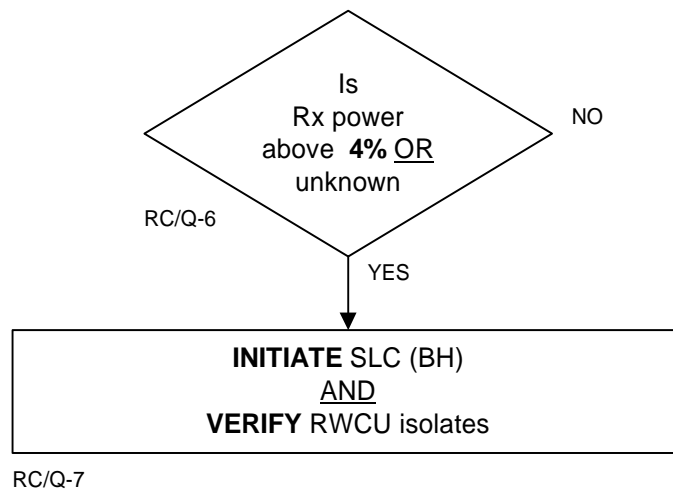 Is
Rx power
above 4% OR
unknown
NO
RC/Q-6
YES
INITIATE SLC (BH)
AND
VERIFY RWCU isolates
RC/Q-7